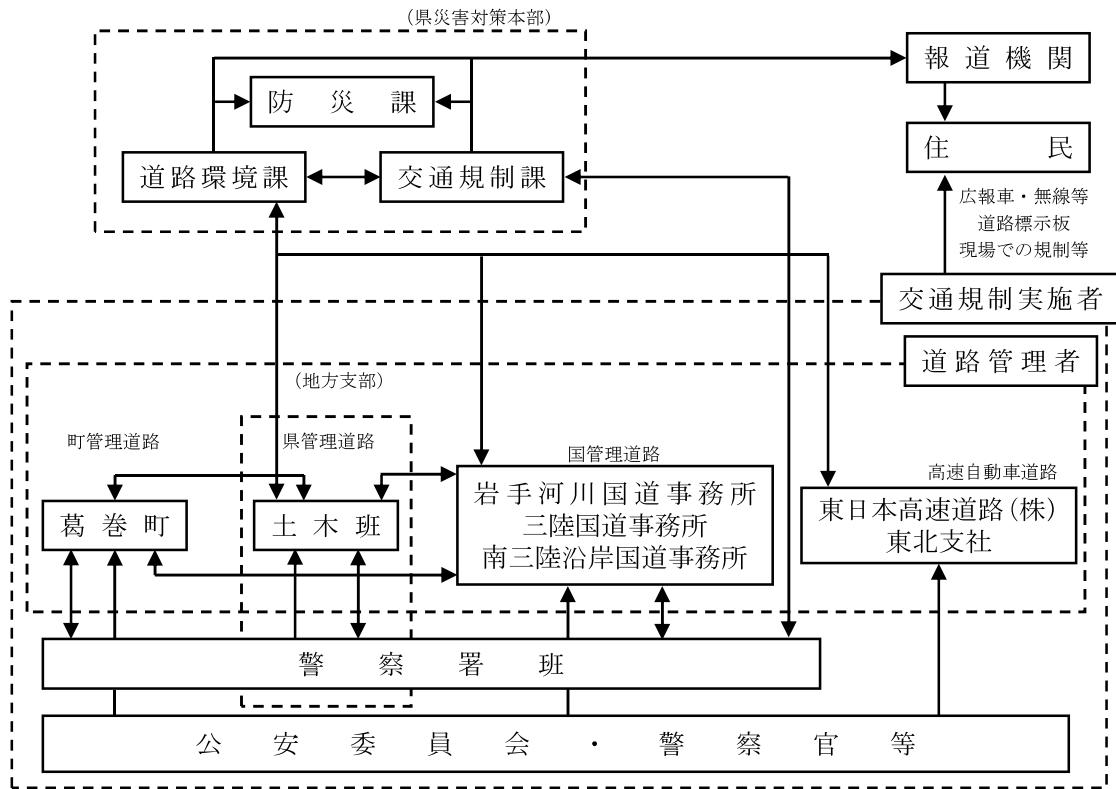 （県災害対策本部）
報道機関
防災課
住民
道路環境課
交通規制課
広報車・無線等
道路標示板
現場での規制等
交通規制実施者
道路管理者
（地方支部）
町管理道路
県管理道路
国管理道路
高速自動車道路
葛巻町
土木班
岩手河川国道事務所
三陸国道事務所
南三陸沿岸国道事務所
東日本高速道路（株）
東北支社
警察署班
公安委員会・警察官等